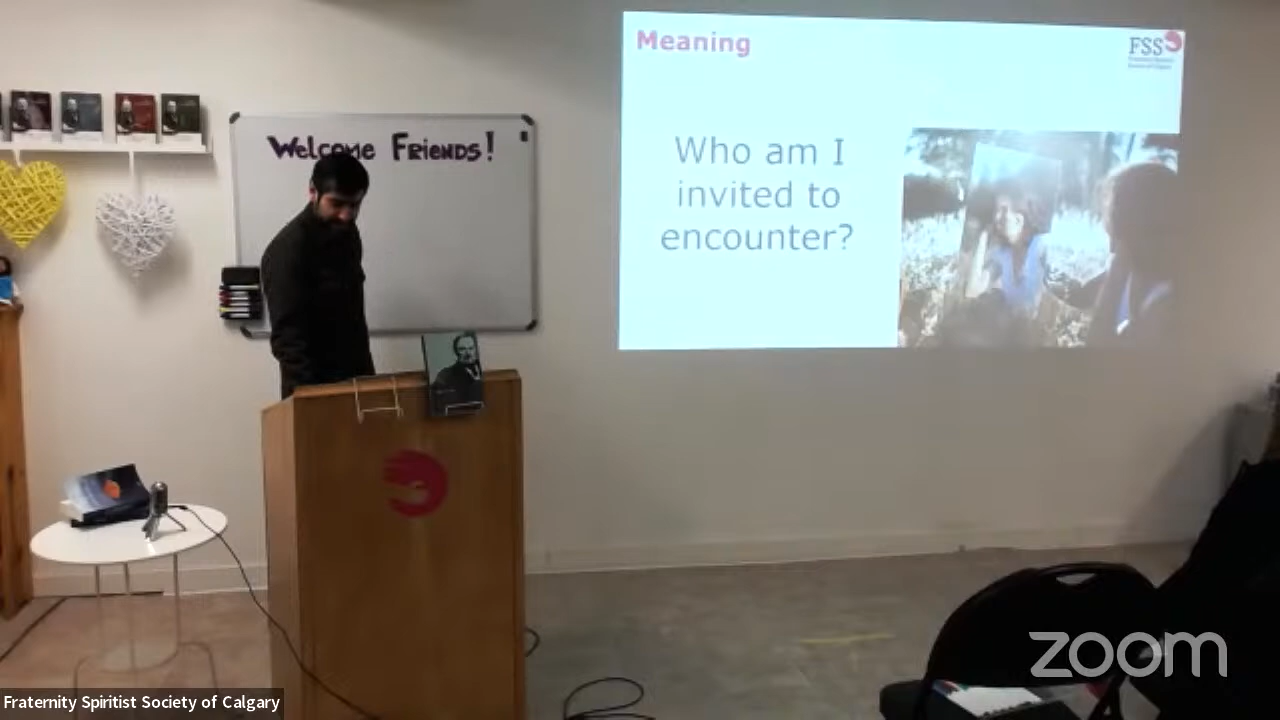 Meaning
FSS
Welcome Friends!
Who am I
invited to
encounter?
zoom
Fraternity Spiritist Society of Calgary